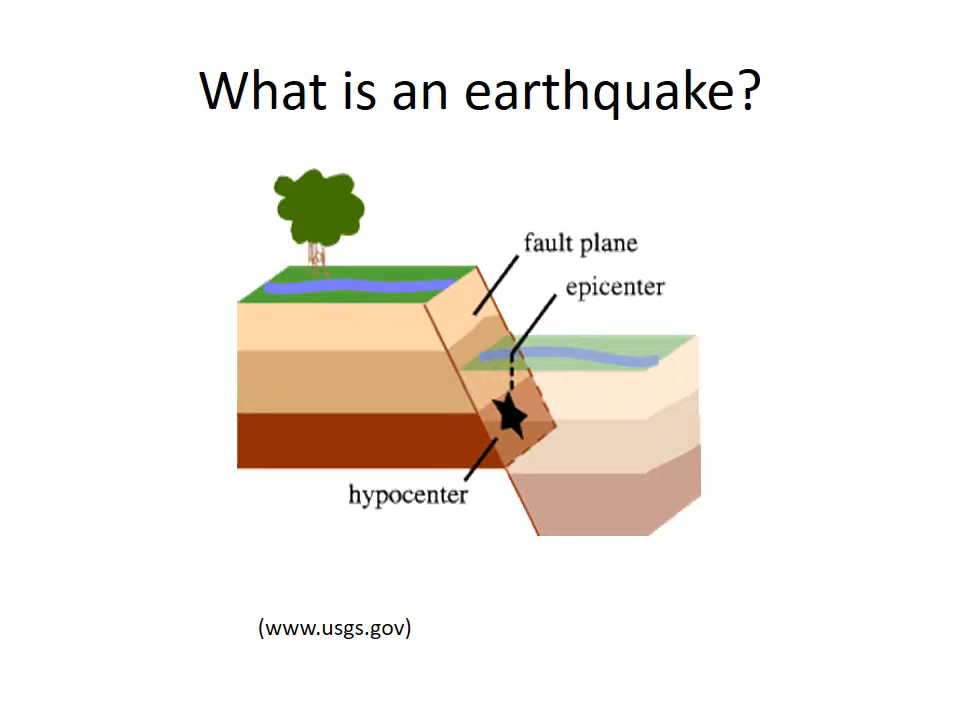 What is an earthquake?
fault plane
epicenter
hypocenter
(www.usgs.gov)